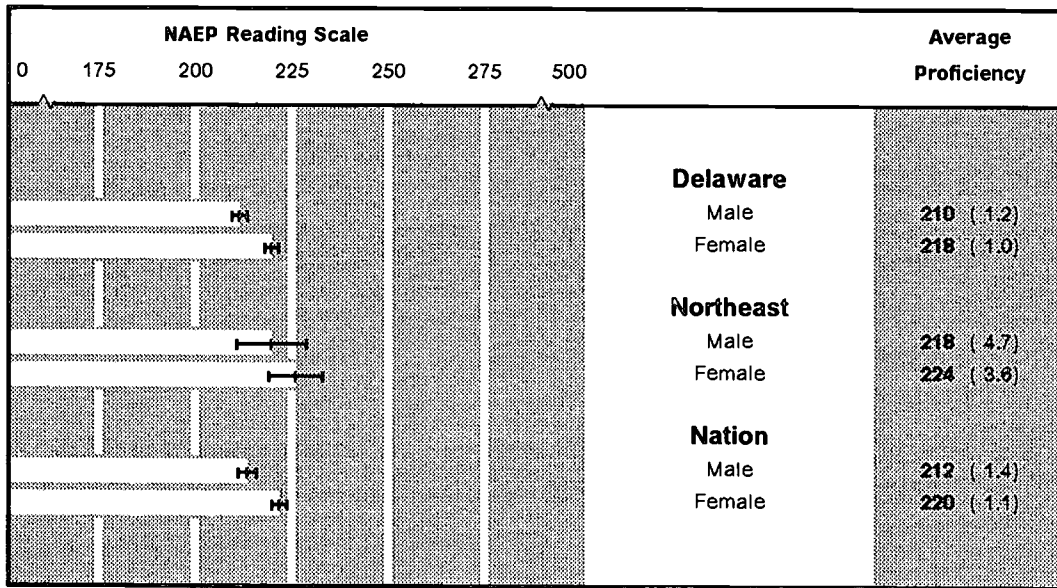 NAEP Reading Scale
Average
Proficiency
0 175 200 225 250 275 500
Delaware
Male 210 ( 1.2)
Female 218 ( 1.0)
Northeast
Male 218 ( 4.7)
Female 224 ( 3.6)
Nation
Male 212 ( 1.4)
Female 220 ( 1.1)